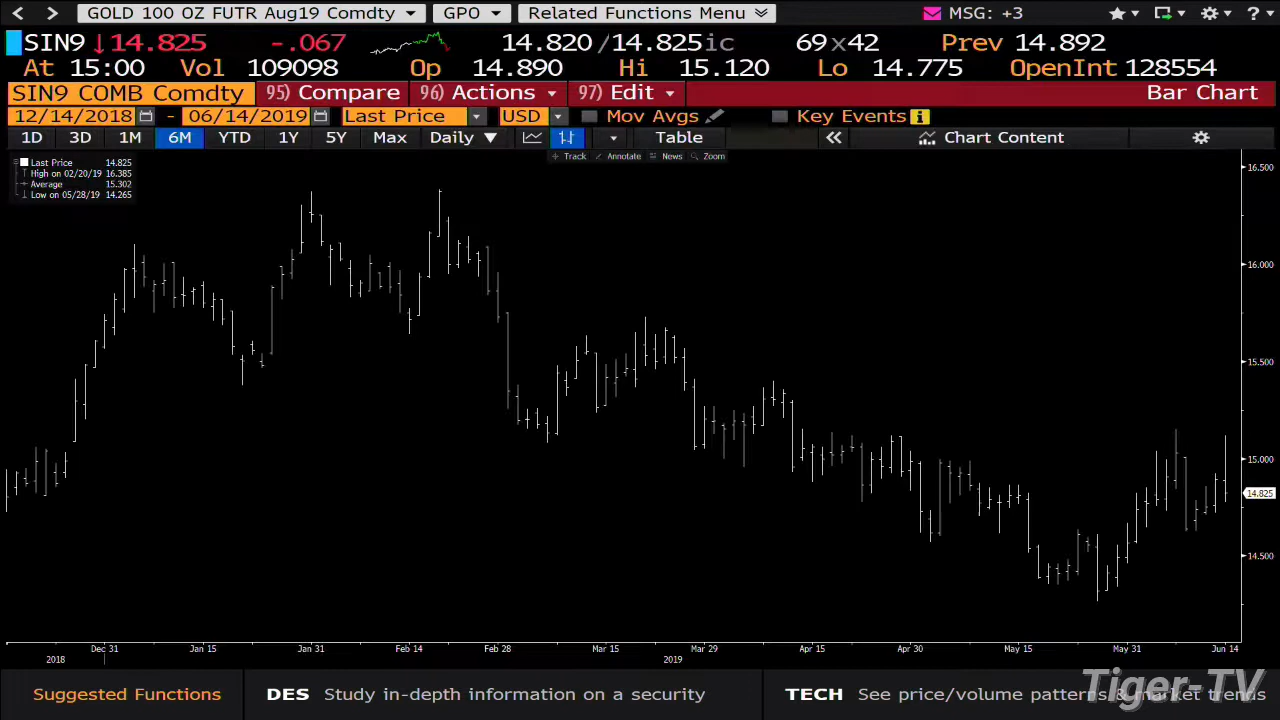 GOLD 100 OZ FUTR Aug19 Comdty GPO Related Functions Menu MSG: +3
SIN9 ↓14.825 -.067 14.820/14.825ic 69x42 Prev 14.892
At 15:00 Vol 109098 Op 14.890 Hi 15.120 Lo 14.775 OpenInt 128554
SIN9 COMB Comdty 95) Compare 96) Actions 97) Edit Bar Chart
12/14/2018 - 06/14/2019 Last Price USD Mov Avgs Key Events
1D 3D 1M 6M YTD 1Y 5Y Max Daily ▼ Table « Chart Content
Track Annotate News Zoom
Last Price 14.825
High on 02/20/19 16.385
Average 15.302
Low on 05/28/19 14.265
16.500
16.000
15.500
15.000
14.825
14.500
Dec 31 Jan 15 Jan 31 Feb 14 Feb 28 Mar 15 Mar 29 Apr 15 Apr 30 May 15 May 31 Jun 14
2018 2019
Suggested Functions DES Study in-depth information on a security TECH See price/volume patterns & market trends
Tiger-TV